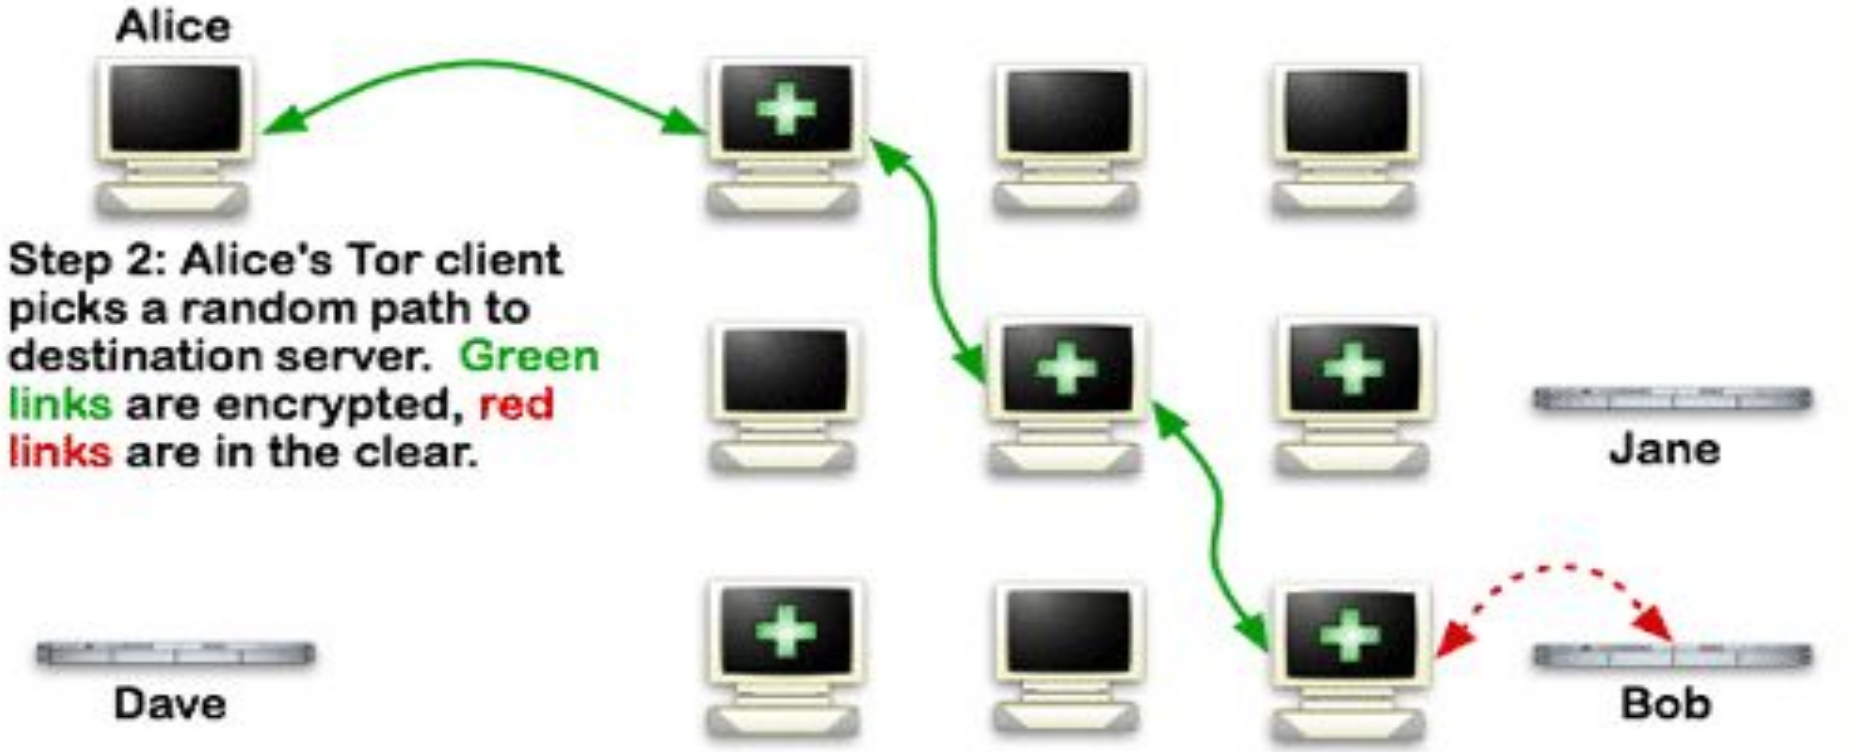 Alice
Step 2: Alice's Tor client
picks a random path to
destination server. Green
links are encrypted, red
links are in the clear.
Jane
Dave
Bob